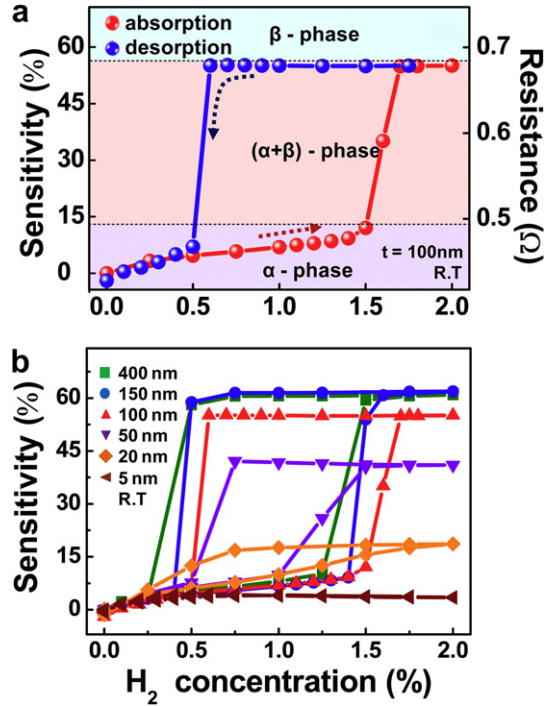 a
absorption
desorption
β - phase
(α+β) - phase
α - phase
t = 100nm
R.T
Sensitivity (%)
60
45
30
15
0
Resistance (Ω)
0.7
0.6
0.5
0.0 0.5 1.0 1.5 2.0
b
400 nm
150 nm
100 nm
50 nm
20 nm
5 nm
R.T
Sensitivity (%)
60
45
30
15
0
0.0 0.5 1.0 1.5 2.0
H₂ concentration (%)